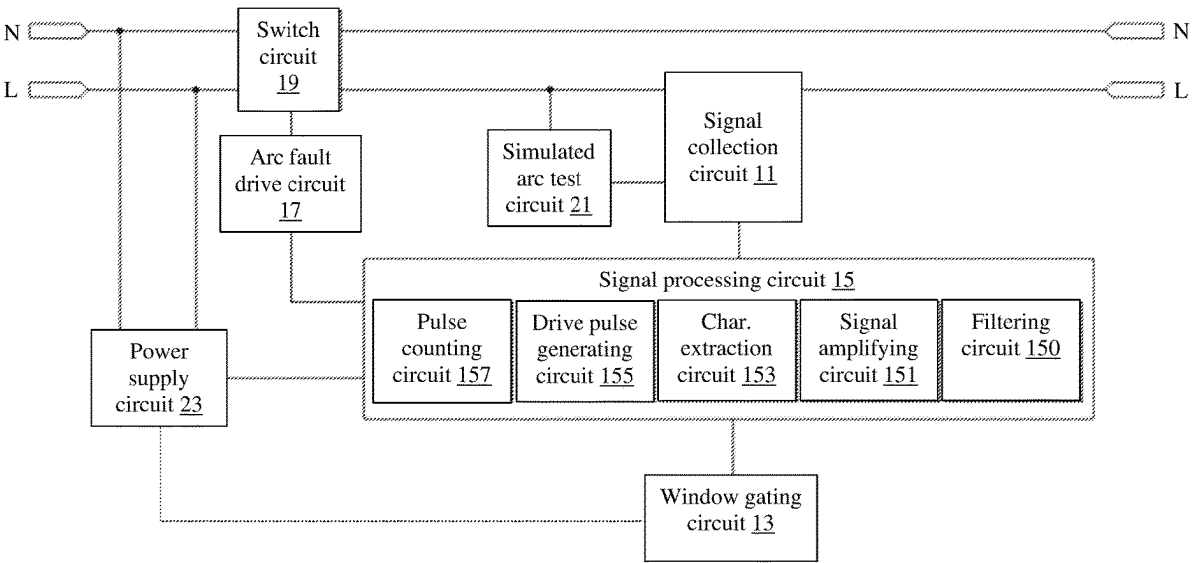 N
Switch
circuit
19
N
L
L
Signal
collection
circuit 11
Arc fault
drive circuit
17
Simulated
arc test
circuit 21
Signal processing circuit 15
Pulse
counting
circuit 157
Drive pulse
generating
circuit 155
Char.
extraction
circuit 153
Signal
amplifying
circuit 151
Filtering
circuit 150
Power
supply
circuit 23
Window gating
circuit 13